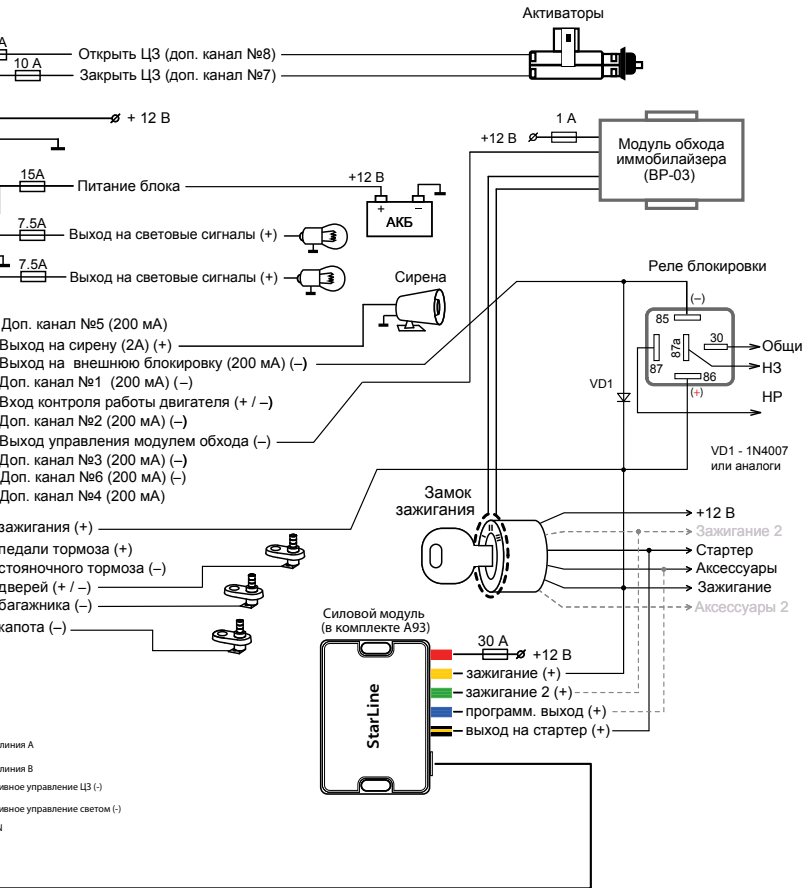 Активаторы
А
Открыть ЦЗ (доп. канал №8)
10 А
Закрыть ЦЗ (доп. канал №7)
+ 12 В
1 А
+12 В
Модуль обхода
иммобилайзера
(BP-03)
15А
Питание блока
+12 В
+ –
АКБ
7.5А
Выход на световые сигналы (+)
7.5А
Выход на световые сигналы (+)
Сирена
Реле блокировки
(–)
85
87a
30
87
86
(+)
Общи
НЗ
НР
Доп. канал №5 (200 мА)
Выход на сирену (2А) (+)
Выход на внешнюю блокировку (200 мА) (–)
Доп. канал №1 (200 мА) (–)
Вход контроля работы двигателя (+ / –)
Доп. канал №2 (200 мА) (–)
Выход управления модулем обхода (–)
Доп. канал №3 (200 мА) (–)
Доп. канал №6 (200 мА) (–)
Доп. канал №4 (200 мА)
VD1
VD1 - 1N4007
или аналоги
Замок
зажигания
II
III
зажигания (+)
педали тормоза (+)
стояночного тормоза (–)
дверей (+ / –)
багажника (–)
капота (–)
+12 В
Зажигание 2
Стартер
Аксессуары
Зажигание
Аксессуары 2
Силовой модуль
(в комплекте А93)
StarLine
30 А
+12 В
зажигание (+)
зажигание 2 (+)
программ. выход (+)
выход на стартер (+)
линия А
линия В
ивное управление ЦЗ (-)
ивное управление светом (-)